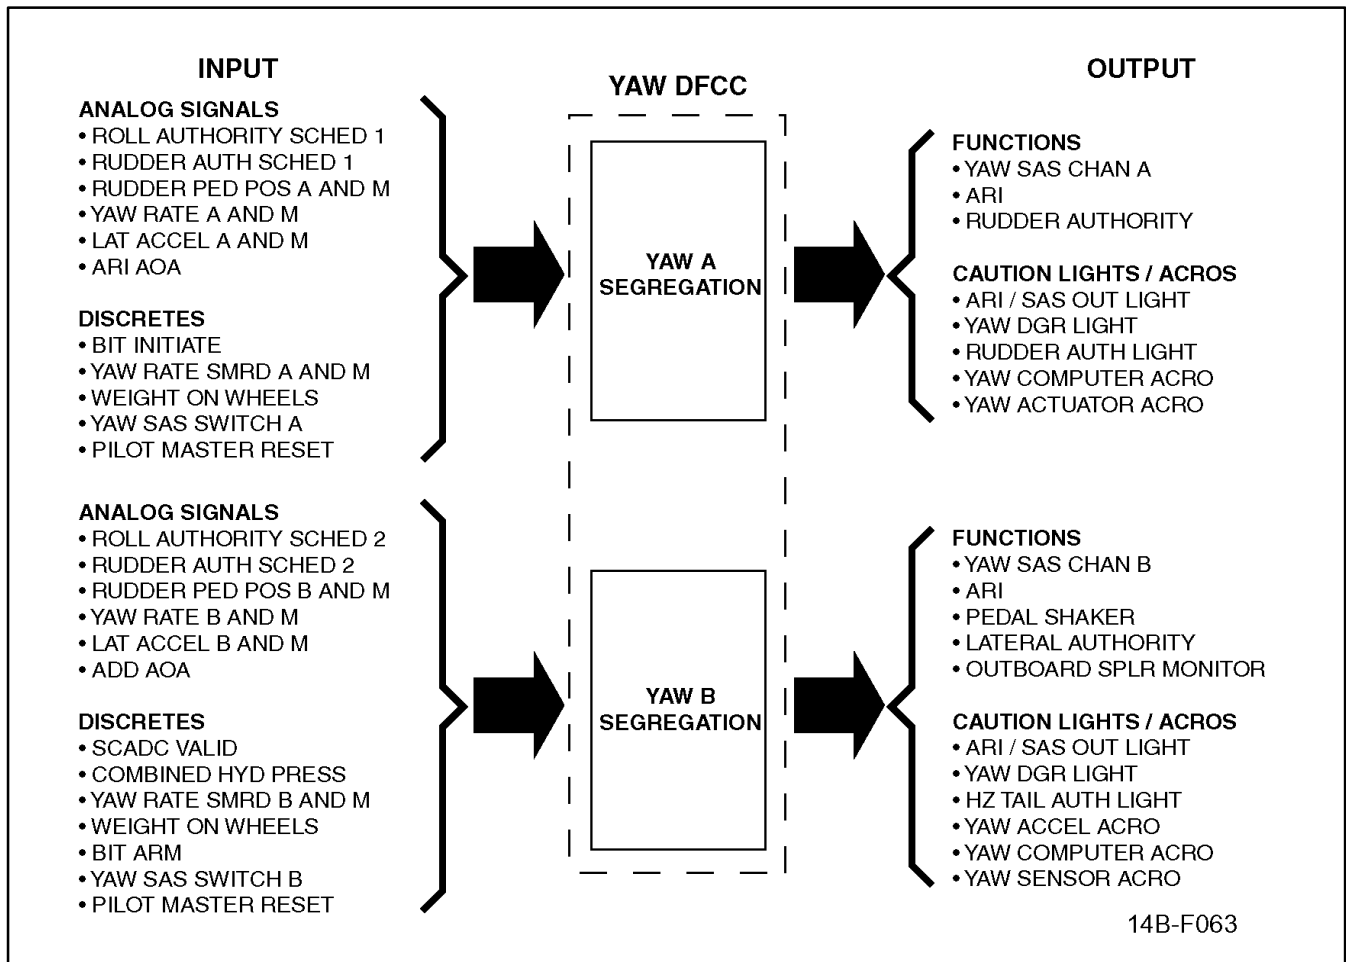 INPUT
ANALOG SIGNALS
• ROLL AUTHORITY SCHED 1
• RUDDER AUTH SCHED 1
• RUDDER PED POS A AND M
• YAW RATE A AND M
• LAT ACCEL A AND M
• ARI AOA
DISCRETES
• BIT INITIATE
• YAW RATE SMRD A AND M
• WEIGHT ON WHEELS
• YAW SAS SWITCH A
• PILOT MASTER RESET
ANALOG SIGNALS
• ROLL AUTHORITY SCHED 2
• RUDDER AUTH SCHED 2
• RUDDER PED POS B AND M
• YAW RATE B AND M
• LAT ACCEL B AND M
• ADD AOA
DISCRETES
• SCADC VALID
• COMBINED HYD PRESS
• YAW RATE SMRD B AND M
• WEIGHT ON WHEELS
• BIT ARM
• YAW SAS SWITCH B
• PILOT MASTER RESET
YAW DFCC
YAW A
SEGREGATION
YAW B
SEGREGATION
OUTPUT
FUNCTIONS
• YAW SAS CHAN A
• ARI
• RUDDER AUTHORITY
CAUTION LIGHTS / ACROS
• ARI / SAS OUT LIGHT
• YAW DGR LIGHT
• RUDDER AUTH LIGHT
• YAW COMPUTER ACRO
• YAW ACTUATOR ACRO
FUNCTIONS
• YAW SAS CHAN B
• ARI
• PEDAL SHAKER
• LATERAL AUTHORITY
• OUTBOARD SPLR MONITOR
CAUTION LIGHTS / ACROS
• ARI / SAS OUT LIGHT
• YAW DGR LIGHT
• HZ TAIL AUTH LIGHT
• YAW ACCEL ACRO
• YAW COMPUTER ACRO
• YAW SENSOR ACRO
14B-F063